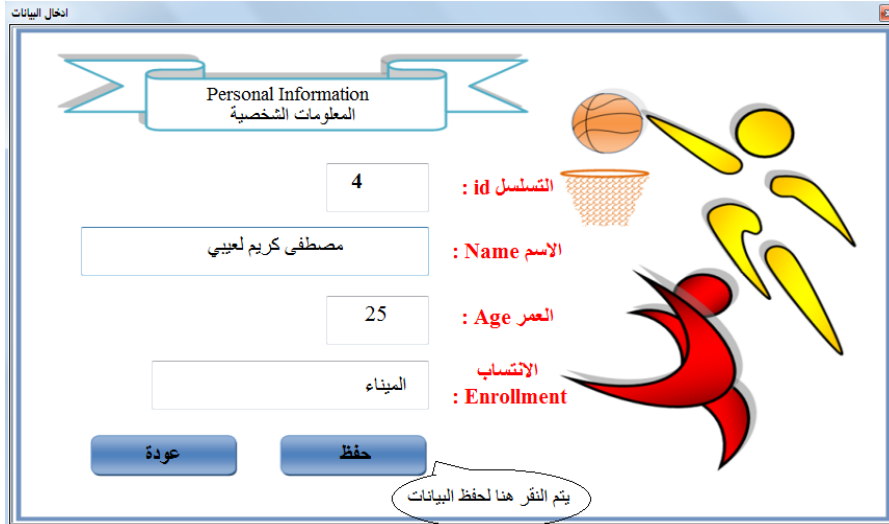 ادخال البيانات
Personal Information
المعلومات الشخصية
التسلسل id :
4
الاسم Name :
مصطفى كريم لعيبي
العمر Age :
25
الانتساب
Enrollment :
الميناء
حفظ
عودة
يتم النقر هنا لحفظ البيانات